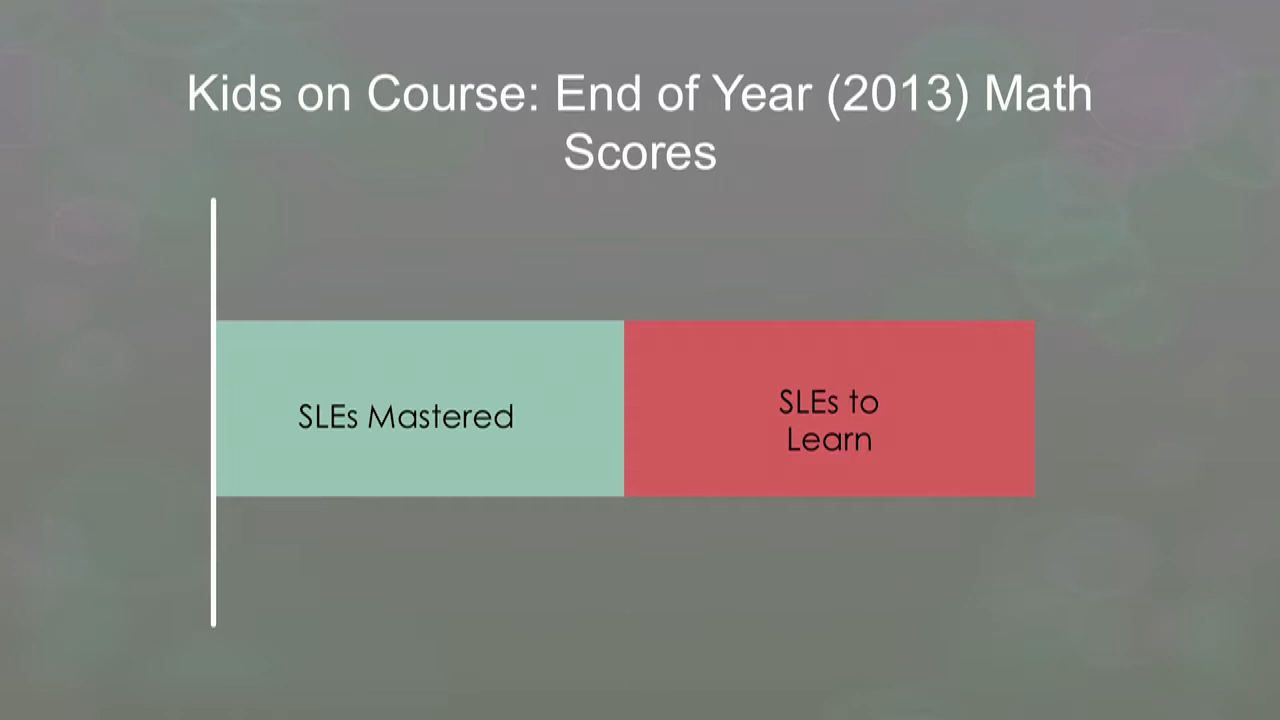 Kids on Course: End of Year (2013) Math
Scores
SLEs Mastered
SLEs to
Learn